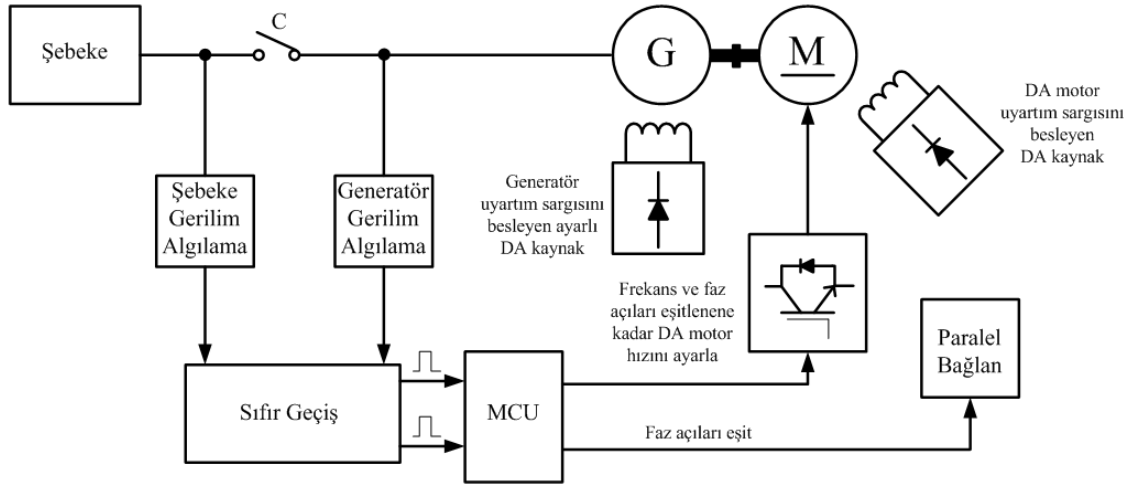 Şebeke
C
G
M
DA motor
uyartım sargısını
besleyen
DA kaynak
Şebeke
Gerilim
Algılama
Generatör
Gerilim
Algılama
Generatör
uyartım sargısını
besleyen ayarlı
DA kaynak
Frekans ve faz
açıları eşitlenene
kadar DA motor
hızını ayarla
Paralel
Bağlan
Sıfır Geçiş
MCU
Faz açıları eşit